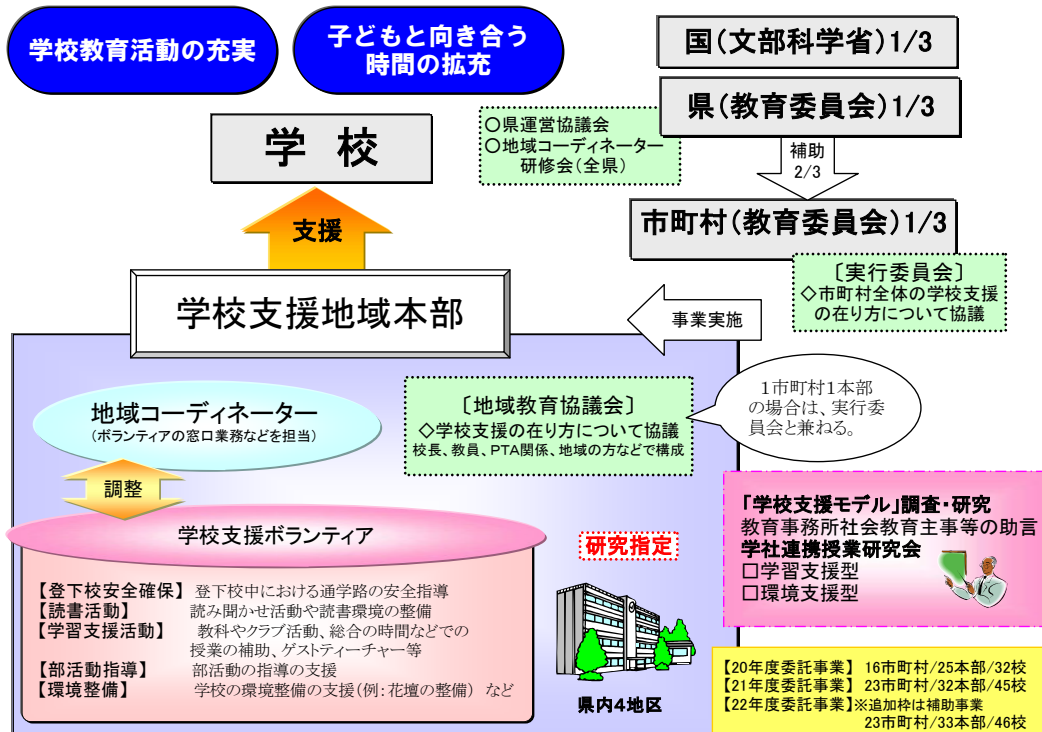 学校教育活動の充実
子どもと向き合う
時間の拡充
国(文部科学省)1/3
県(教育委員会)1/3
○県運営協議会
○地域コーディネーター
研修会(全県)
補助
2/3
学 校
市町村(教育委員会)1/3
支援
〔実行委員会〕
◇市町村全体の学校支援
の在り方について協議
学校支援地域本部
事業実施
地域コーディネーター
(ボランティアの窓口業務などを担当)
〔地域教育協議会〕
◇学校支援の在り方について協議
校長、教員、PTA関係、地域の方などで構成
1市町村1本部
の場合は、実行委
員会と兼ねる。
調整
学校支援ボランティア
【登下校安全確保】 登下校中における通学路の安全指導
【読書活動】 読み聞かせ活動や読書環境の整備
【学習支援活動】 教科やクラブ活動、総合の時間などでの
授業の補助、ゲストティーチャー等
【部活動指導】 部活動の指導の支援
【環境整備】 学校の環境整備の支援(例:花壇の整備) など
研究指定
県内4地区
「学校支援モデル」調査・研究
教育事務所社会教育主事等の助言
学社連携授業研究会
□学習支援型
□環境支援型
【20年度委託事業】 16市町村/25本部/32校
【21年度委託事業】 23市町村/32本部/45校
【22年度委託事業】※追加枠は補助事業
23市町村/33本部/46校